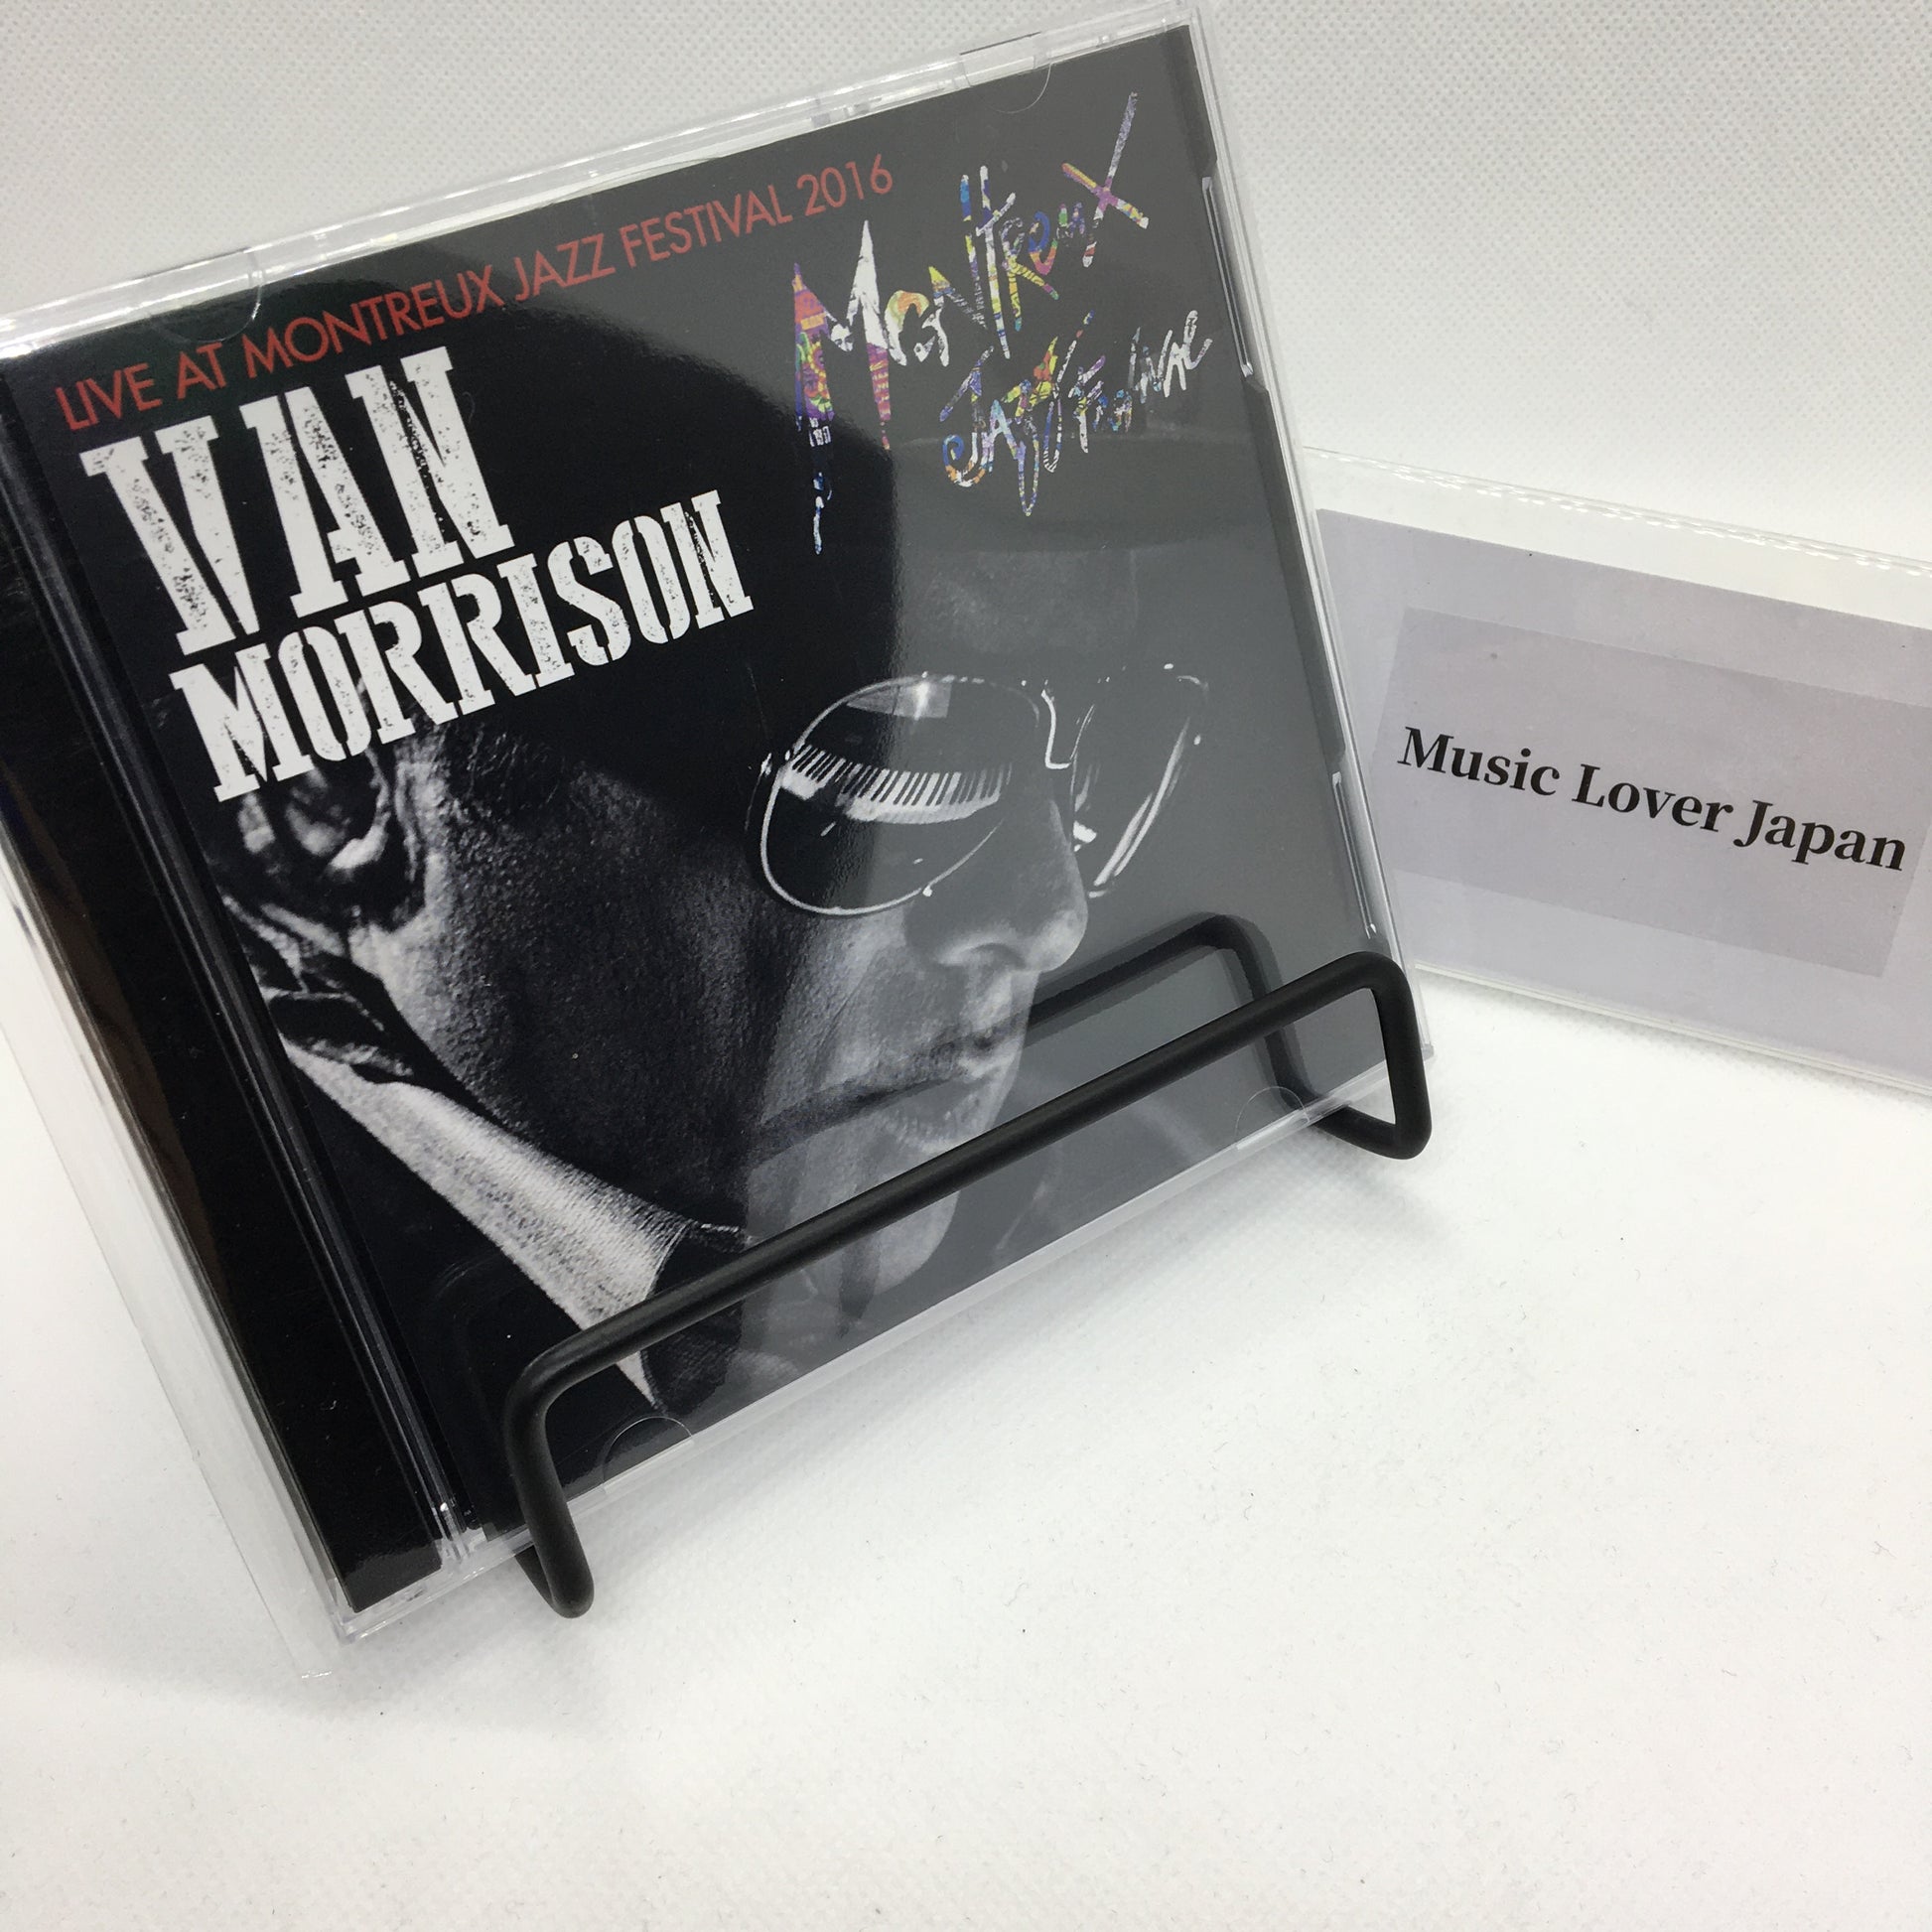 LIVE AT MONTREUX JAZZ FESTIVAL 2016
VAN
MORRISON
MONTREUX
JAZZ FESTIVAL
Music Lover Japan